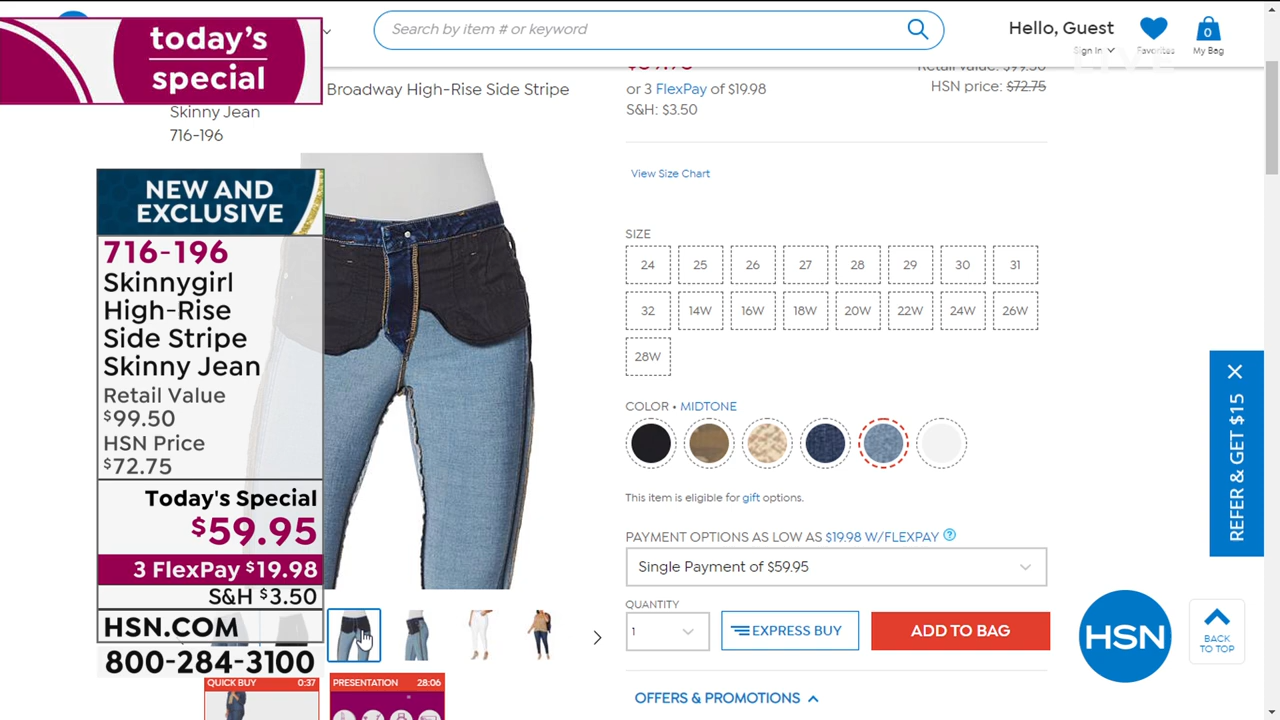 today's
special
Search by item # or keyword
Hello, Guest
Sign In
Favorites
0
My Bag
Broadway High-Rise Side Stripe
Skinny Jean
716-196
$59.95
Retail Value: $99.50
or 3 FlexPay of $19.98
HSN price: $72.75
S&H: $3.50
View Size Chart
NEW AND
EXCLUSIVE
716-196
Skinnygirl
High-Rise
Side Stripe
Skinny Jean
Retail Value
$99.50
HSN Price
$72.75
Today's Special
$59.95
3 FlexPay $19.98
S&H $3.50
HSN.COM
800-284-3100
QUICK BUY 0:37
PRESENTATION 28:06
SIZE
24 25 26 27 28 29 30 31
32 14W 16W 18W 20W 22W 24W 26W
28W
COLOR • MIDTONE
This item is eligible for gift options.
PAYMENT OPTIONS AS LOW AS $19.98 W/FLEXPAY ?
Single Payment of $59.95
QUANTITY
1
EXPRESS BUY
ADD TO BAG
OFFERS & PROMOTIONS
REFER & GET $15
HSN
BACK
TO TOP